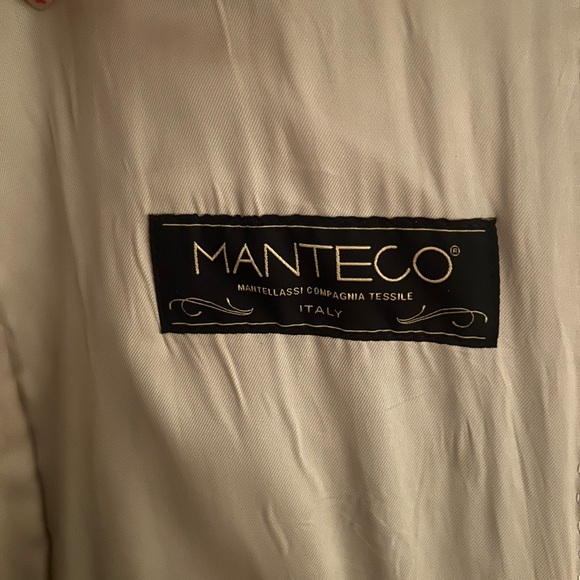 MANTECO®
MANTELLASSI COMPAGNIA TESSILE
ITALY